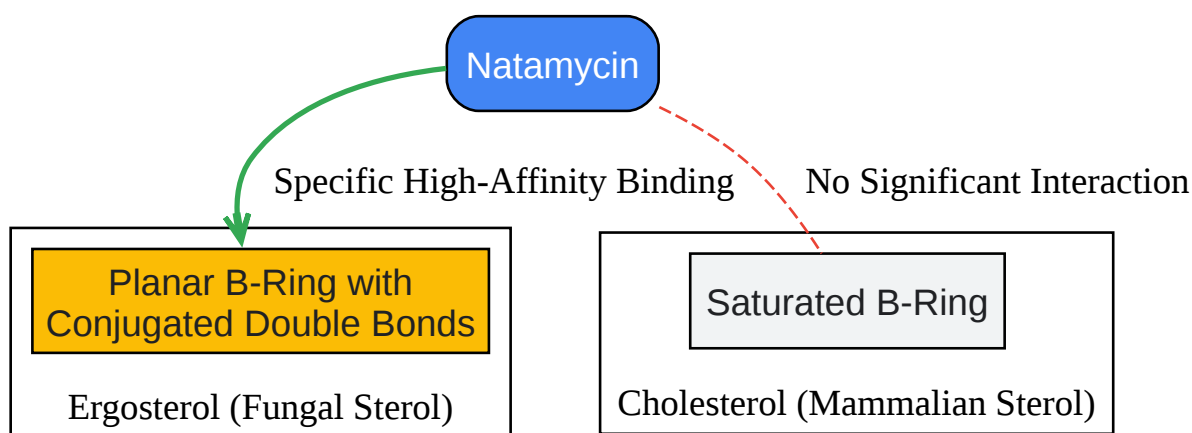 Natamycin
Specific High-Affinity Binding
No Significant Interaction
Planar B-Ring with
Conjugated Double Bonds
Ergosterol (Fungal Sterol)
Saturated B-Ring
Cholesterol (Mammalian Sterol)